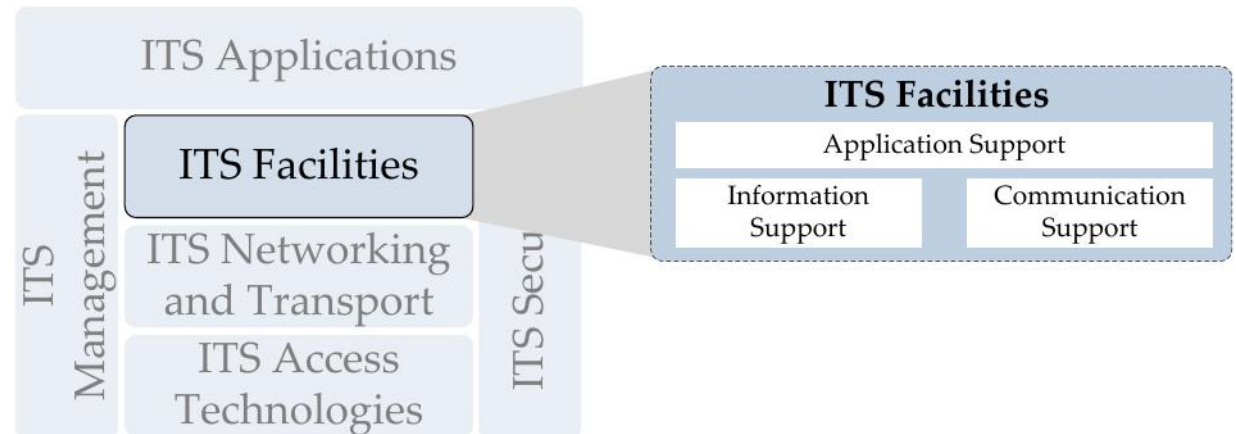 ITS Applications
ITS
Management
ITS Facilities
ITS Networking
and Transport
ITS Access
Technologies
ITS Secu
ITS Facilities
Application Support
Information
Support
Communication
Support